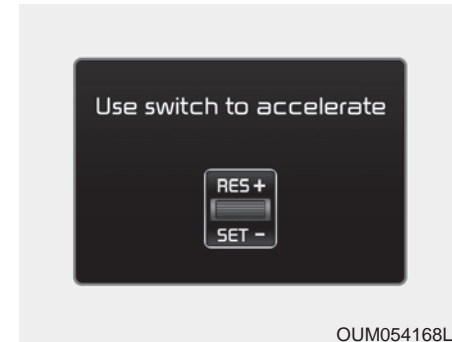 Use switch to accelerate
RES +
SET -
OUM054168L